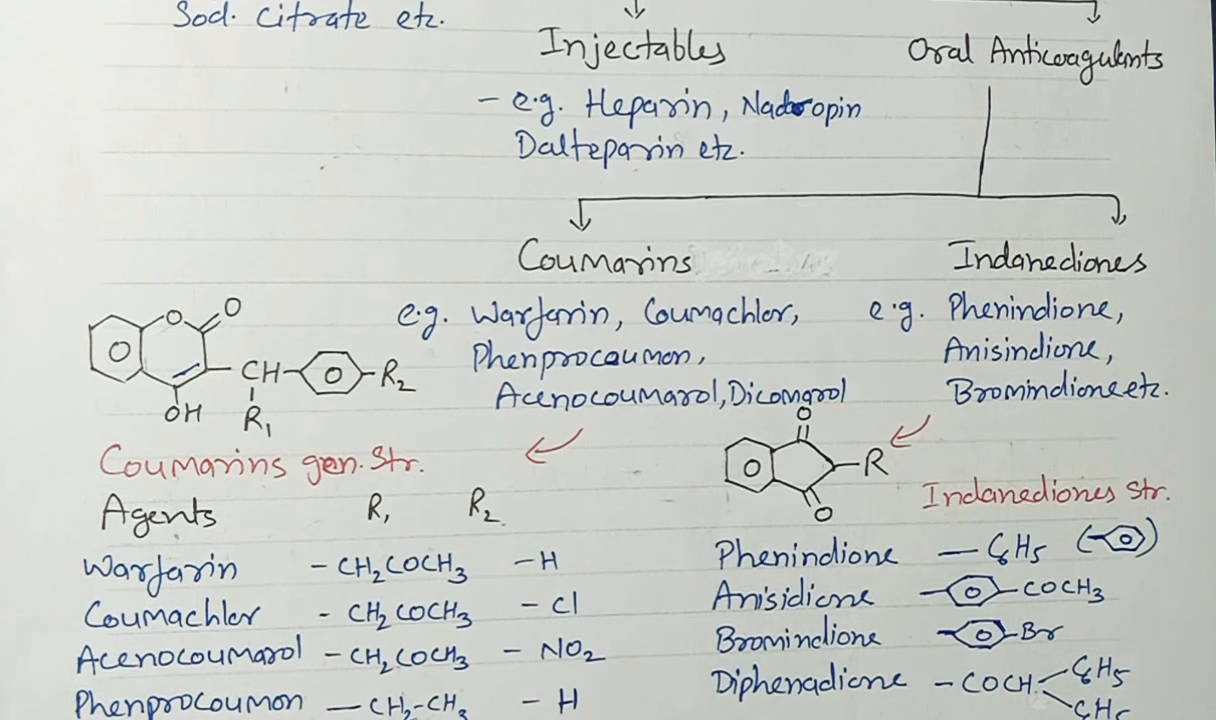 Sod. Citrate etc.
Injectables
Oral Anticoagulants
- e.g. Heparin, Nadropin
Dalteparin etc.
Coumarins
Indanediones
e.g. Warfarin, Coumachlor,
Phenprocoumon,
Acenocoumarol, Dicomarol
e.g. Phenindione,
Anisindione,
Bromindione etc.
O
O
O
CH
O
R2
OH
R1
O
O
R
O
Coumarins gen. Str.
Indanediones Str.
Agents R1 R2
Warfarin - CH2COCH3 - H
Coumachlor - CH2COCH3 - Cl
Acenocoumarol - CH2COCH3 - NO2
Phenprocoumon - CH2-CH3 - H
Phenindione - C6H5 (-O)
Anisidione - O - COCH3
Bromindione - O - Br
Diphenadione - COCH C6H5
C6H5